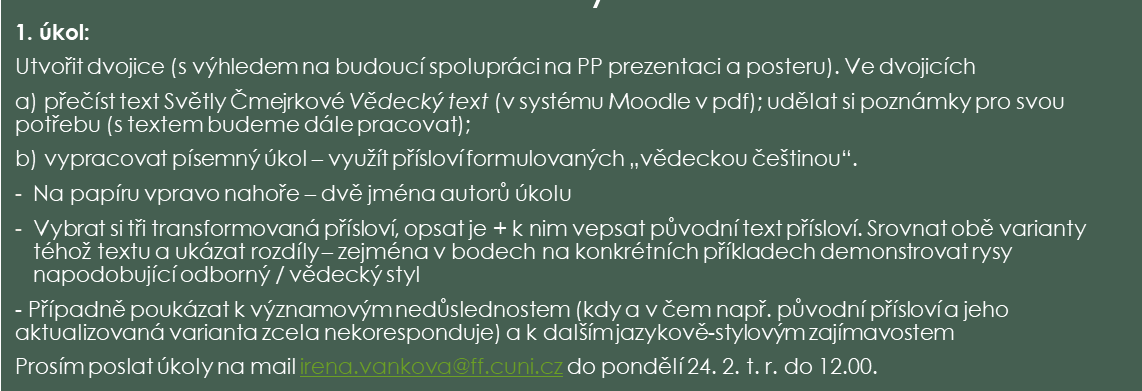 1. úkol:
Utvořit dvojice (s výhledem na budoucí spolupráci na PP prezentaci a posteru). Ve dvojicích
a) přečíst text Světly Čmejrkové Vědecký text (v systému Moodle v pdf); udělat si poznámky pro svou
potřebu (s textem budeme dále pracovat);
b) vypracovat písemný úkol – využít přísloví formulovaných „vědeckou češtinou“.
- Na papíru vpravo nahoře – dvě jména autorů úkolu
- Vybrat si tři transformovaná přísloví, opsat je + k nim vepsat původní text přísloví. Srovnat obě varianty
téhož textu a ukázat rozdíly – zejména v bodech na konkrétních příkladech demonstrovat rysy
napodobující odborný / vědecký styl
- Případně poukázat k významovým nedůslednostem (kdy a v čem např. původní přísloví a jeho
aktualizovaná varianta zcela nekoresponduje) a k dalším jazykově-stylovým zajímavostem
Prosím poslat úkoly na mail irena.vankova@ff.cuni.cz do pondělí 24. 2. t. r. do 12.00.